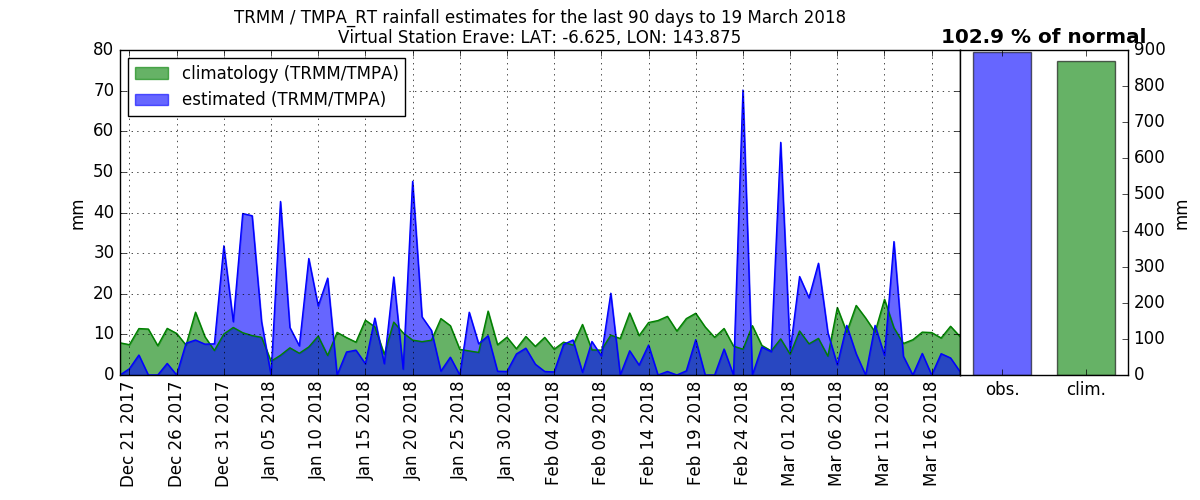 TRMM / TMPA_RT rainfall estimates for the last 90 days to 19 March 2018
Virtual Station Erave: LAT: -6.625, LON: 143.875
102.9 % of normal
climatology (TRMM/TMPA)
estimated (TRMM/TMPA)
mm
80
70
60
50
40
30
20
10
0
Dec 21 2017
Dec 26 2017
Dec 31 2017
Jan 05 2018
Jan 10 2018
Jan 15 2018
Jan 20 2018
Jan 25 2018
Jan 30 2018
Feb 04 2018
Feb 09 2018
Feb 14 2018
Feb 19 2018
Feb 24 2018
Mar 01 2018
Mar 06 2018
Mar 11 2018
Mar 16 2018
obs.
clim.
900
800
700
600
500
400
300
200
100
0
mm